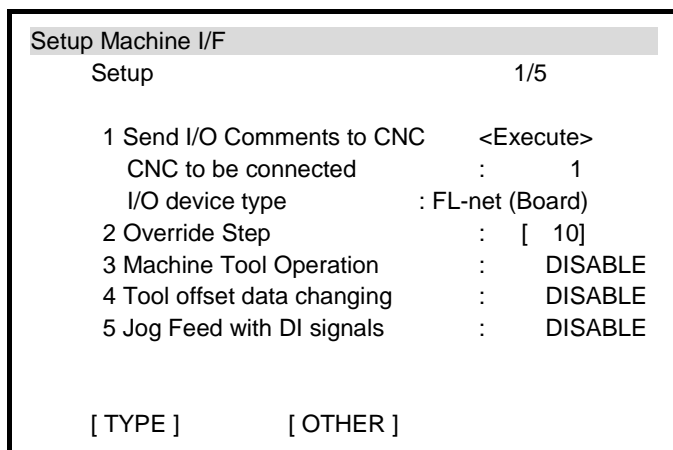 Setup Machine I/F
Setup 1/5
1 Send I/O Comments to CNC <Execute>
CNC to be connected : 1
I/O device type : FL-net (Board)
2 Override Step : [ 10]
3 Machine Tool Operation : DISABLE
4 Tool offset data changing : DISABLE
5 Jog Feed with DI signals : DISABLE
[ TYPE ] [ OTHER ]